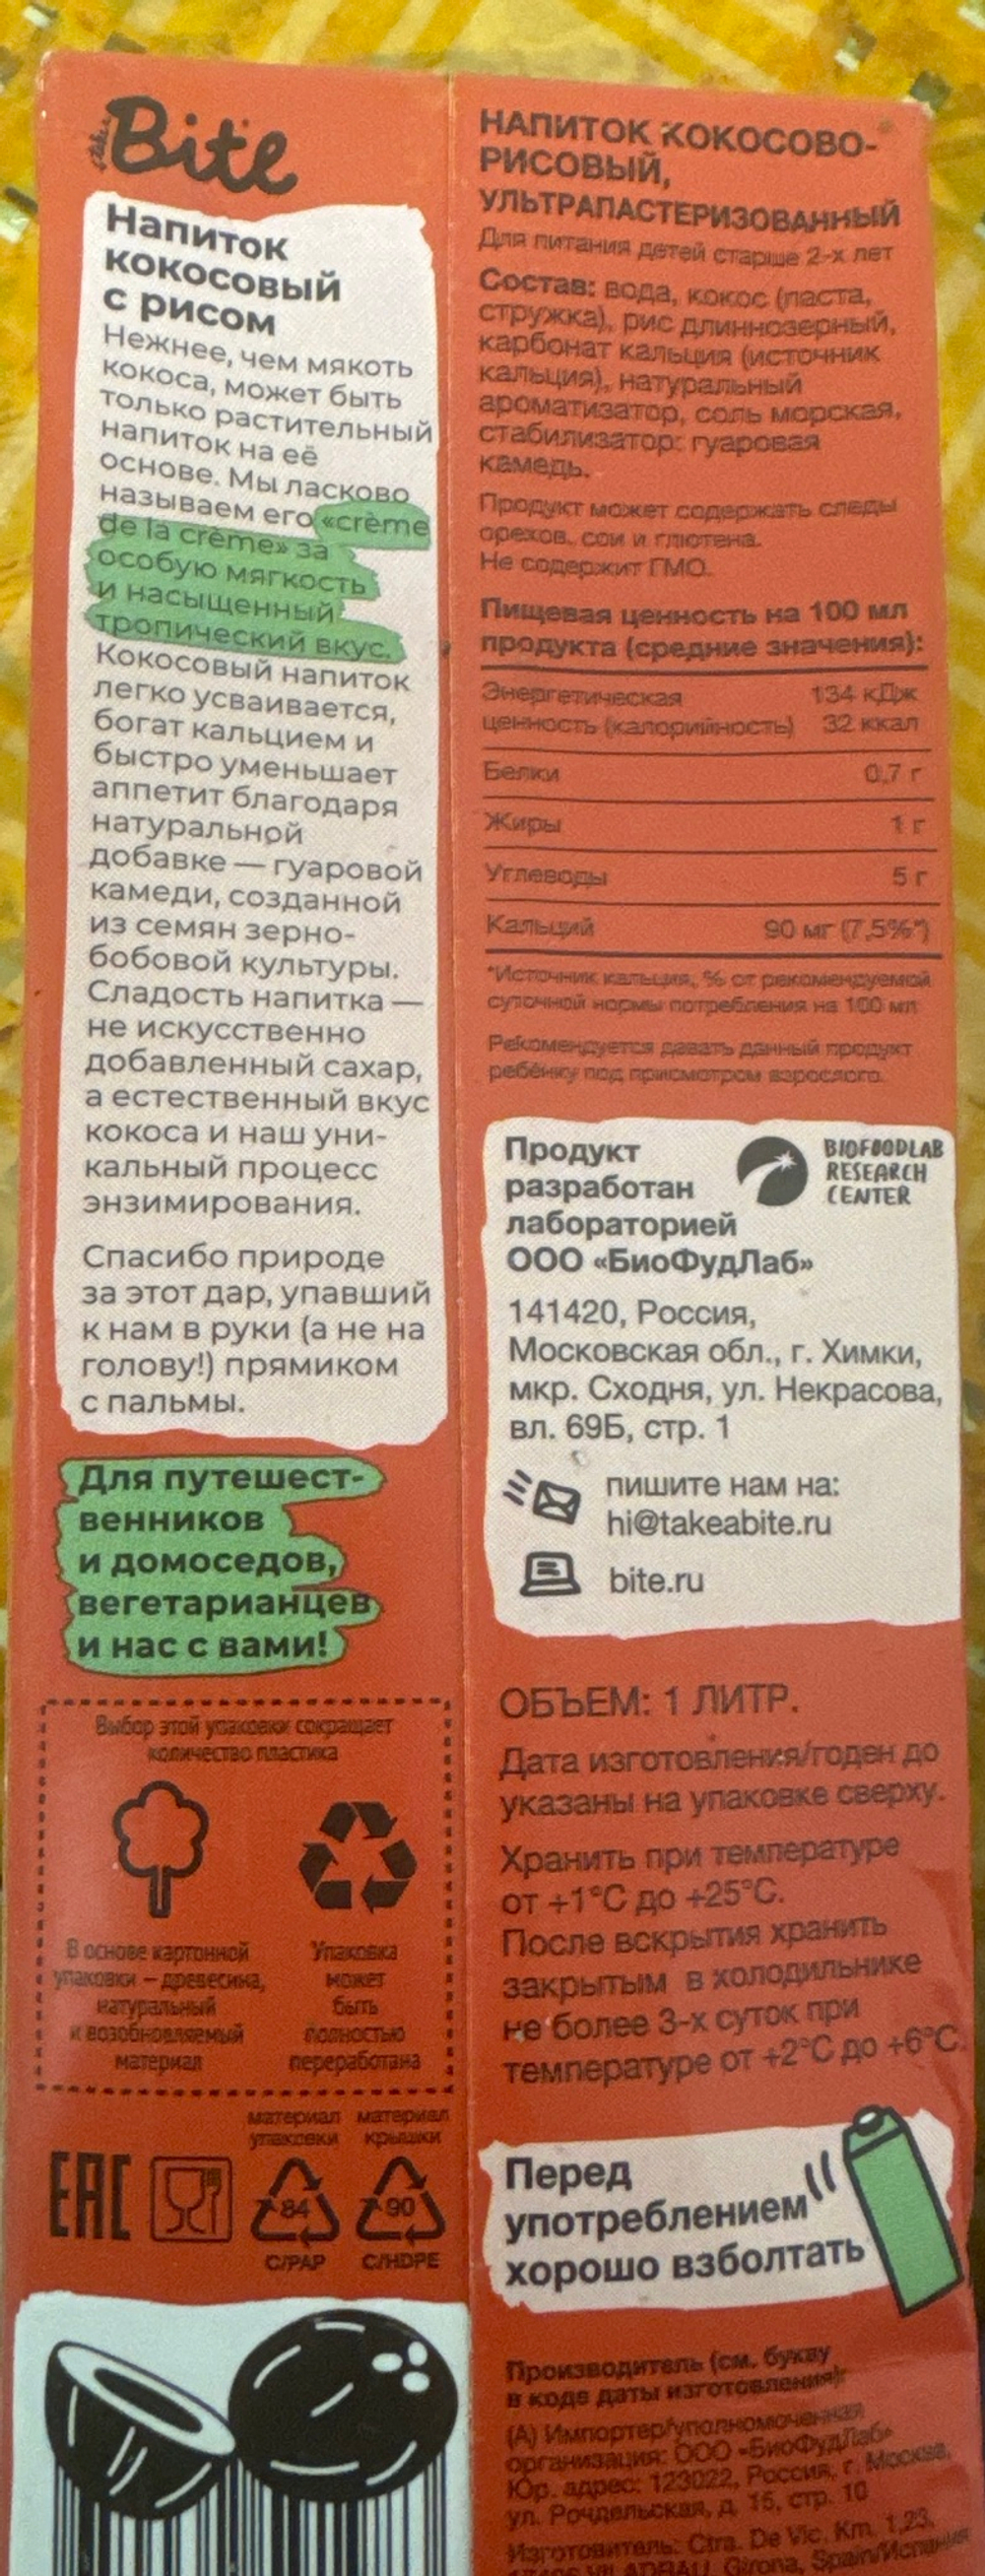 Bite
Напиток
кокосовый
с рисом
Нежнее, чем мякоть
кокоса, может быть
только растительный
напиток на её
основе. Мы ласково
называем его «crème
de la crème» за
особую мягкость
и насыщенный
тропический вкус.
Кокосовый напиток
легко усваивается,
богат кальцием и
быстро уменьшает
аппетит благодаря
натуральной
добавке — гуаровой
камеди, созданной
из семян зерно-
бобовой культуры.
Сладость напитка —
не искусственно
добавленный сахар,
а естественный вкус
кокоса и наш уни-
кальный процесс
энзимирования.
Спасибо природе
за этот дар, упавший
к нам в руки (а не на
голову!) прямиком
с пальмы.
Для путешест-
венников
и домоседов,
вегетарианцев
и нас с вами!
Выбор этой упаковки сокращает
количество пластика
В основе картонной
упаковки – древесина,
натуральный
и возобновляемый
материал
Упаковка
может
быть
полностью
переработана
материал
упаковки
материал
крышки
EAC
84
90
C/PAP
C/HDPE
НАПИТОК КОКОСОВО-
РИСОВЫЙ,
УЛЬТРАПАСТЕРИЗОВАННЫЙ
Для питания детей старше 2-х лет
Состав: вода, кокос (паста,
стружка), рис длиннозерный,
карбонат кальция (источник
кальция), натуральный
ароматизатор, соль морская,
стабилизатор: гуаровая
камедь.
Продукт может содержать следы
орехов, сои и глютена.
Не содержит ГМО.
Пищевая ценность на 100 мл
продукта (средние значения):
Энергетическая 134 кДж
ценность (калорийность) 32 ккал
Белки 0,7 г
Жиры 1 г
Углеводы 5 г
Кальций 90 мг (7,5%*)
*Источник кальция, % от рекомендуемой
суточной нормы потребления на 100 мл
Рекомендуется давать данный продукт
ребёнку под присмотром взрослого.
Продукт
разработан
лабораторией
ООО «БиоФудЛаб»
BIOFOODLAB
RESEARCH
CENTER
141420, Россия,
Московская обл., г. Химки,
мкр. Сходня, ул. Некрасова,
вл. 69Б, стр. 1
пишите нам на:
hi@takeabite.ru
bite.ru
ОБЪЕМ: 1 ЛИТР.
Дата изготовления/годен до
указаны на упаковке сверху.
Хранить при температуре
от +1°С до +25°С.
После вскрытия хранить
закрытым в холодильнике
не более 3-х суток при
температуре от +2°С до +6°С.
Перед
употреблением
хорошо взболтать
Производитель (см. букву
в коде даты изготовления):
(А) Импортер/уполномоченная
организация: ООО «БиоФудЛаб»
Юр. адрес: 123022, Россия, г. Москва,
ул. Рочдельская, д. 15, стр. 10
Изготовитель: Ctra. De Vic, Km. 1,23,
Girona, Spain/Испания